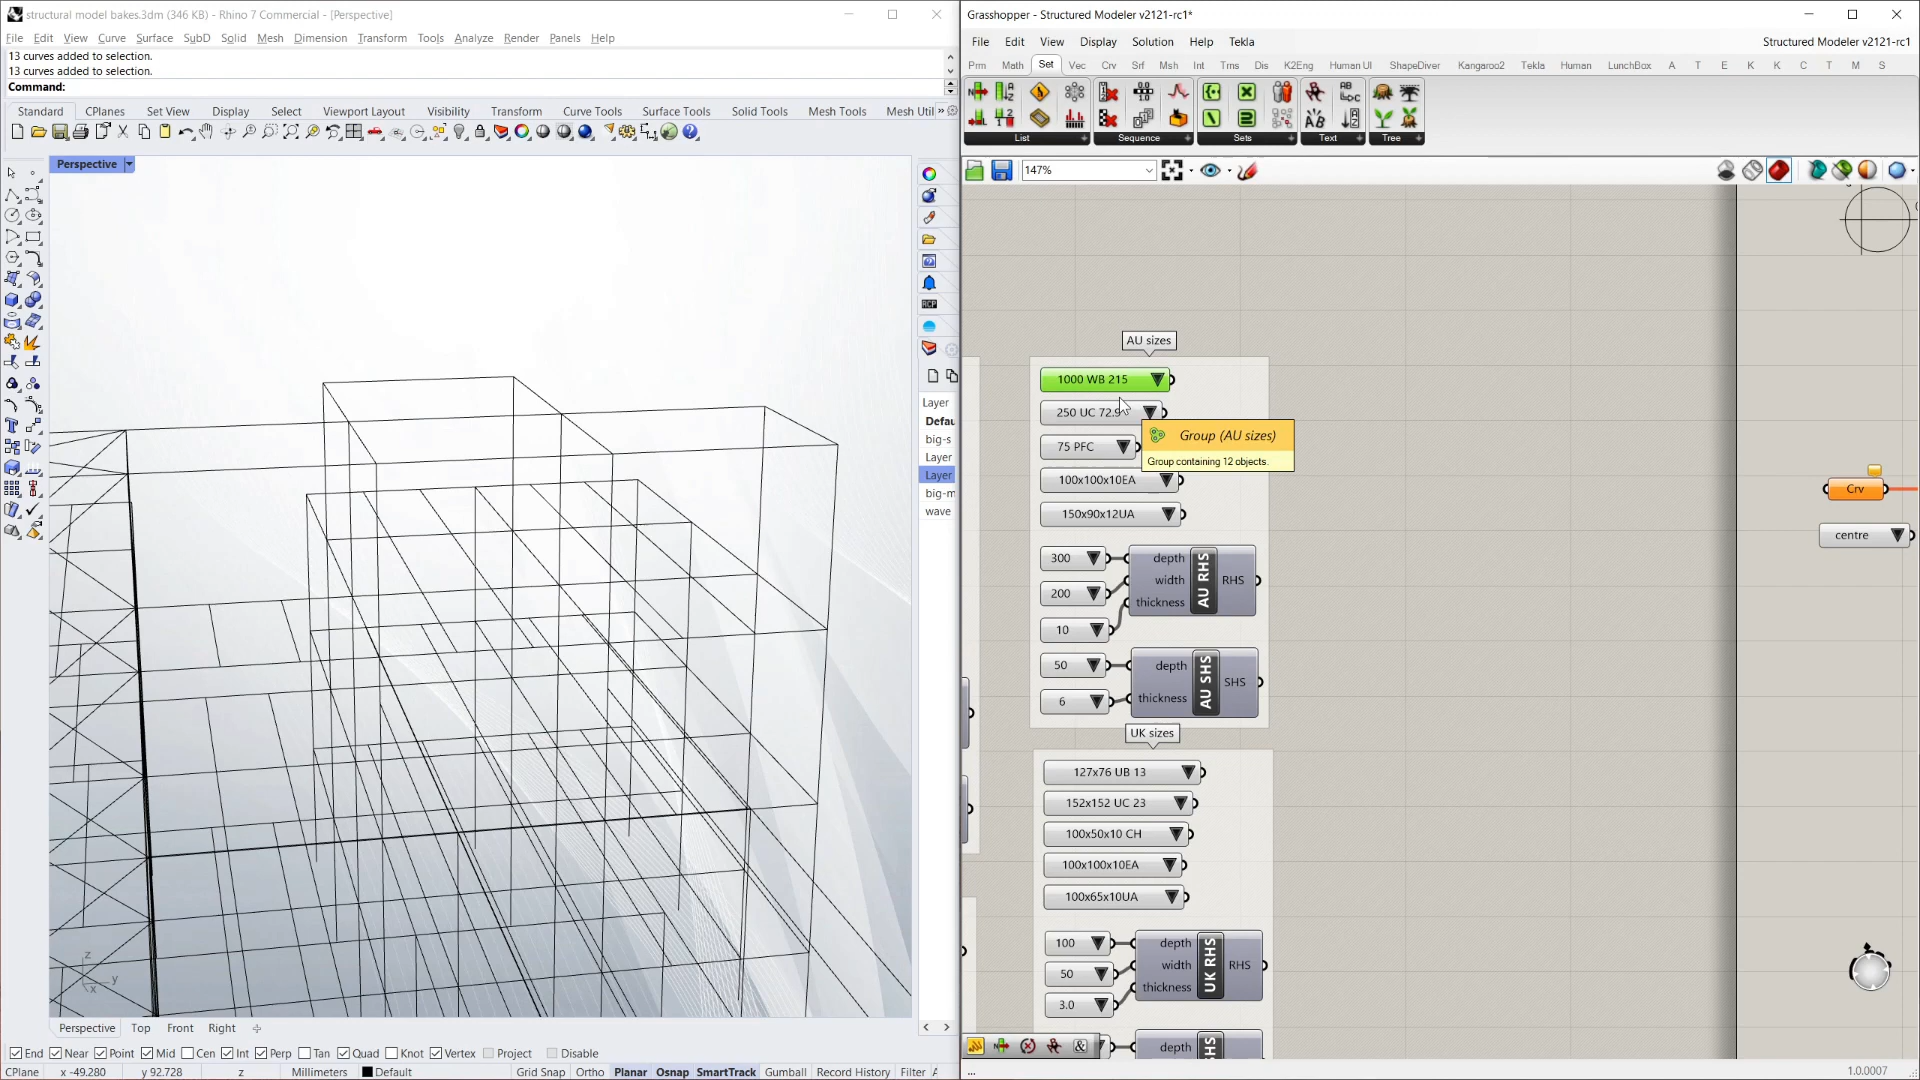 structural model bakes.3dm (346 KB) - Rhino 7 Commercial - [Perspective]
File Edit View Curve Surface SubD Solid Mesh Dimension Transform Tools Analyze Render Panels Help
13 curves added to selection.
13 curves added to selection.
Command:
Standard CPlanes Set View Display Select Viewport Layout Visibility Transform Curve Tools Surface Tools Solid Tools Mesh Tools Mesh Util »
Perspective
Layer
Defau
big-s
Layer
Layer
big-m
wave
z
y
x
Perspective Top Front Right
End Near Point Mid Cen Int Perp Tan Quad Knot Vertex Project Disable
CPlane x -49.280 y 92.728 z Millimeters Default Grid Snap Ortho Planar Osnap SmartTrack Gumball Record History Filter
Grasshopper - Structured Modeler v2121-rc1*
File Edit View Display Solution Help Tekla
Structured Modeler v2121-rc1
Prm Math Set Vec Crv Srf Msh Int Trns Dis K2Eng Human UI ShapeDiver Kangaroo2 Tekla Human LunchBox A T E K K C T M S
List Sequence Sets Text Tree
147%
AU sizes
1000 WB 215
250 UC 72.9
Group (AU sizes)
Group containing 12 objects.
75 PFC
100x100x10EA
150x90x12UA
300
200
10
depth
width
thickness
AU RHS
RHS
50
6
depth
thickness
AU SHS
SHS
UK sizes
127x76 UB 13
152x152 UC 23
100x50x10 CH
100x100x10EA
100x65x10UA
100
50
3.0
depth
width
thickness
UK RHS
RHS
depth
Crv
centre
...
1.0.0007